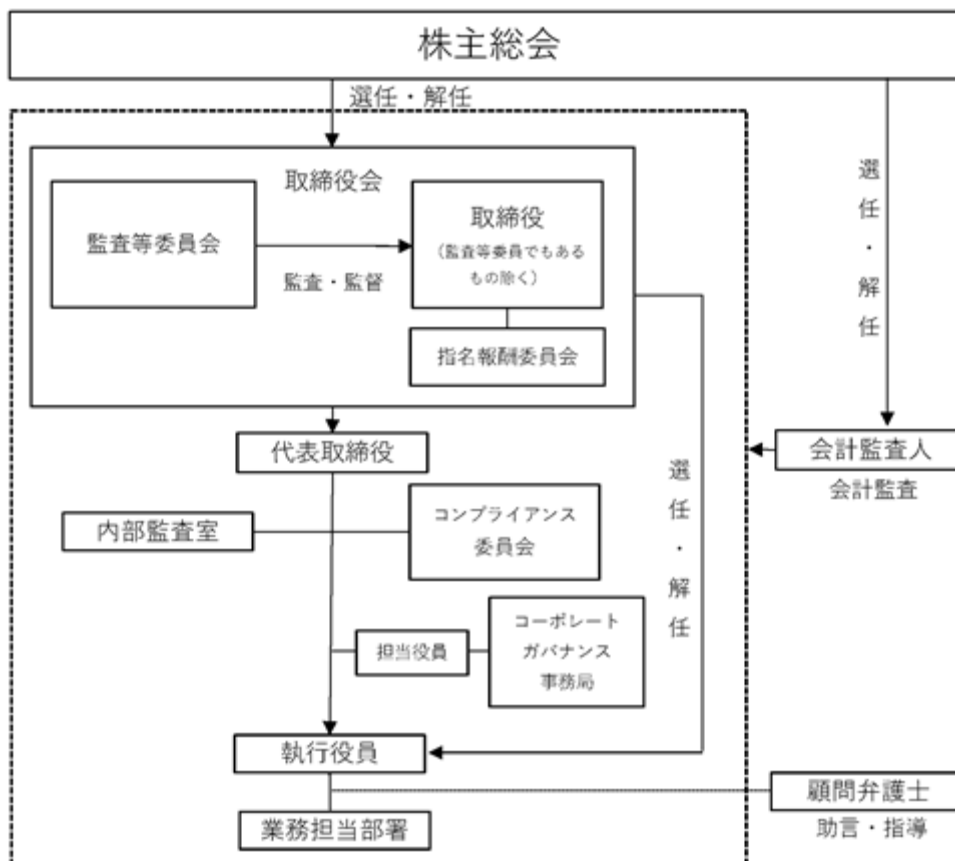 株主総会
選任・解任
取締役会
監査等委員会
監査・監督
取締役
（監査等委員でもある
もの除く）
指名報酬委員会
選任・解任
代表取締役
会計監査人
会計監査
選任・解任
内部監査室
コンプライアンス
委員会
担当役員
コーポレート
ガバナンス
事務局
執行役員
顧問弁護士
助言・指導
業務担当部署